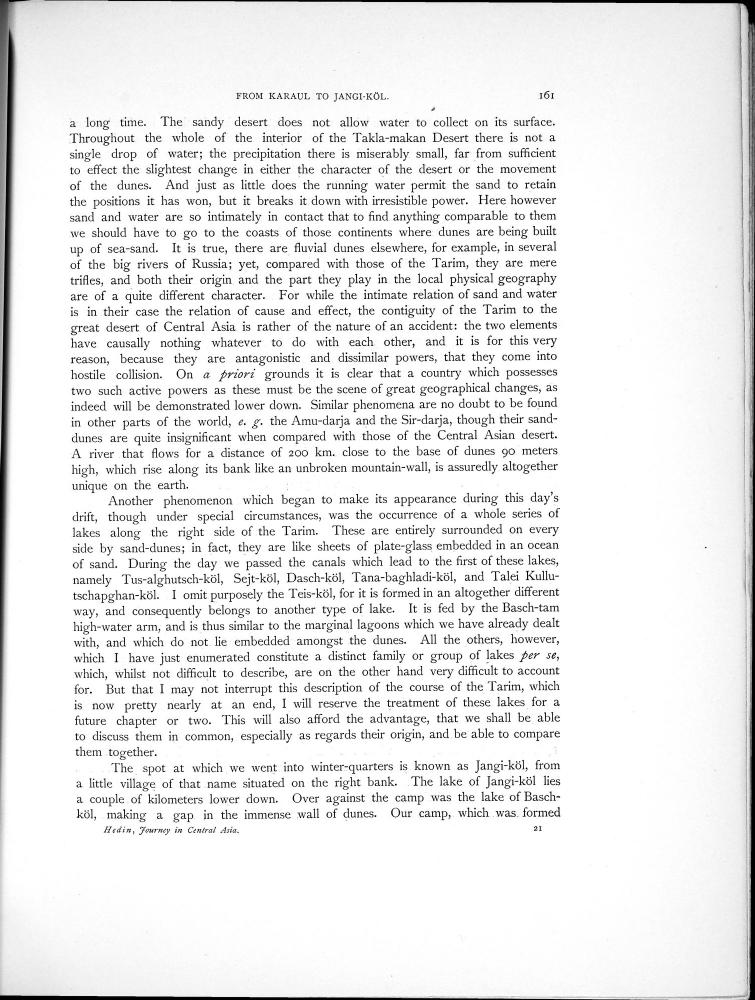 FROM KARAUL TO JANGI-KÖL. 161
a long time. The sandy desert does not allow water to collect on its surface.
Throughout the whole of the interior of the Takla-makan Desert there is not a
single drop of water; the precipitation there is miserably small, far from sufficient
to effect the slightest change in either the character of the desert or the movement
of the dunes. And just as little does the running water permit the sand to retain
the positions it has won, but it breaks it down with irresistible power. Here however
sand and water are so intimately in contact that to find anything comparable to them
we should have to go to the coasts of those continents where dunes are being built
up of sea-sand. It is true, there are fluvial dunes elsewhere, for example, in several
of the big rivers of Russia; yet, compared with those of the Tarim, they are mere
trifles, and both their origin and the part they play in the local physical geography
are of a quite different character. For while the intimate relation of sand and water
is in their case the relation of cause and effect, the contiguity of the Tarim to the
great desert of Central Asia is rather of the nature of an accident: the two elements
have causally nothing whatever to do with each other, and it is for this very
reason, because they are antagonistic and dissimilar powers, that they come into
hostile collision. On a priori grounds it is clear that a country which possesses
two such active powers as these must be the scene of great geographical changes, as
indeed will be demonstrated lower down. Similar phenomena are no doubt to be found
in other parts of the world, e. g. the Amu-darja and the Sir-darja, though their sand-
dunes are quite insignificant when compared with those of the Central Asian desert.
A river that flows for a distance of 200 km. close to the base of dunes 90 meters
high, which rise along its bank like an unbroken mountain-wall, is assuredly altogether
unique on the earth.
Another phenomenon which began to make its appearance during this day's
drift, though under special circumstances, was the occurrence of a whole series of
lakes along the right side of the Tarim. These are entirely surrounded on every
side by sand-dunes; in fact, they are like sheets of plate-glass embedded in an ocean
of sand. During the day we passed the canals which lead to the first of these lakes,
namely Tus-alghutsch-köl, Sejt-köl, Dasch-köl, Tana-baghladi-köl, and Talei Kullu-
tschapghan-köl. I omit purposely the Teis-köl, for it is formed in an altogether different
way, and consequently belongs to another type of lake. It is fed by the Basch-tam
high-water arm, and is thus similar to the marginal lagoons which we have already dealt
with, and which do not lie embedded amongst the dunes. All the others, however,
which I have just enumerated constitute a distinct family or group of lakes per se,
which, whilst not difficult to describe, are on the other hand very difficult to account
for. But that I may not interrupt this description of the course of the Tarim, which
is now pretty nearly at an end, I will reserve the treatment of these lakes for a
future chapter or two. This will also afford the advantage, that we shall be able
to discuss them in common, especially as regards their origin, and be able to compare
them together.
The spot at which we went into winter-quarters is known as Jangi-köl, from
a little village of that name situated on the right bank. The lake of Jangi-köl lies
a couple of kilometers lower down. Over against the camp was the lake of Basch-
köl, making a gap in the immense wall of dunes. Our camp, which was formed
Hedin, Journey in Central Asia. 21